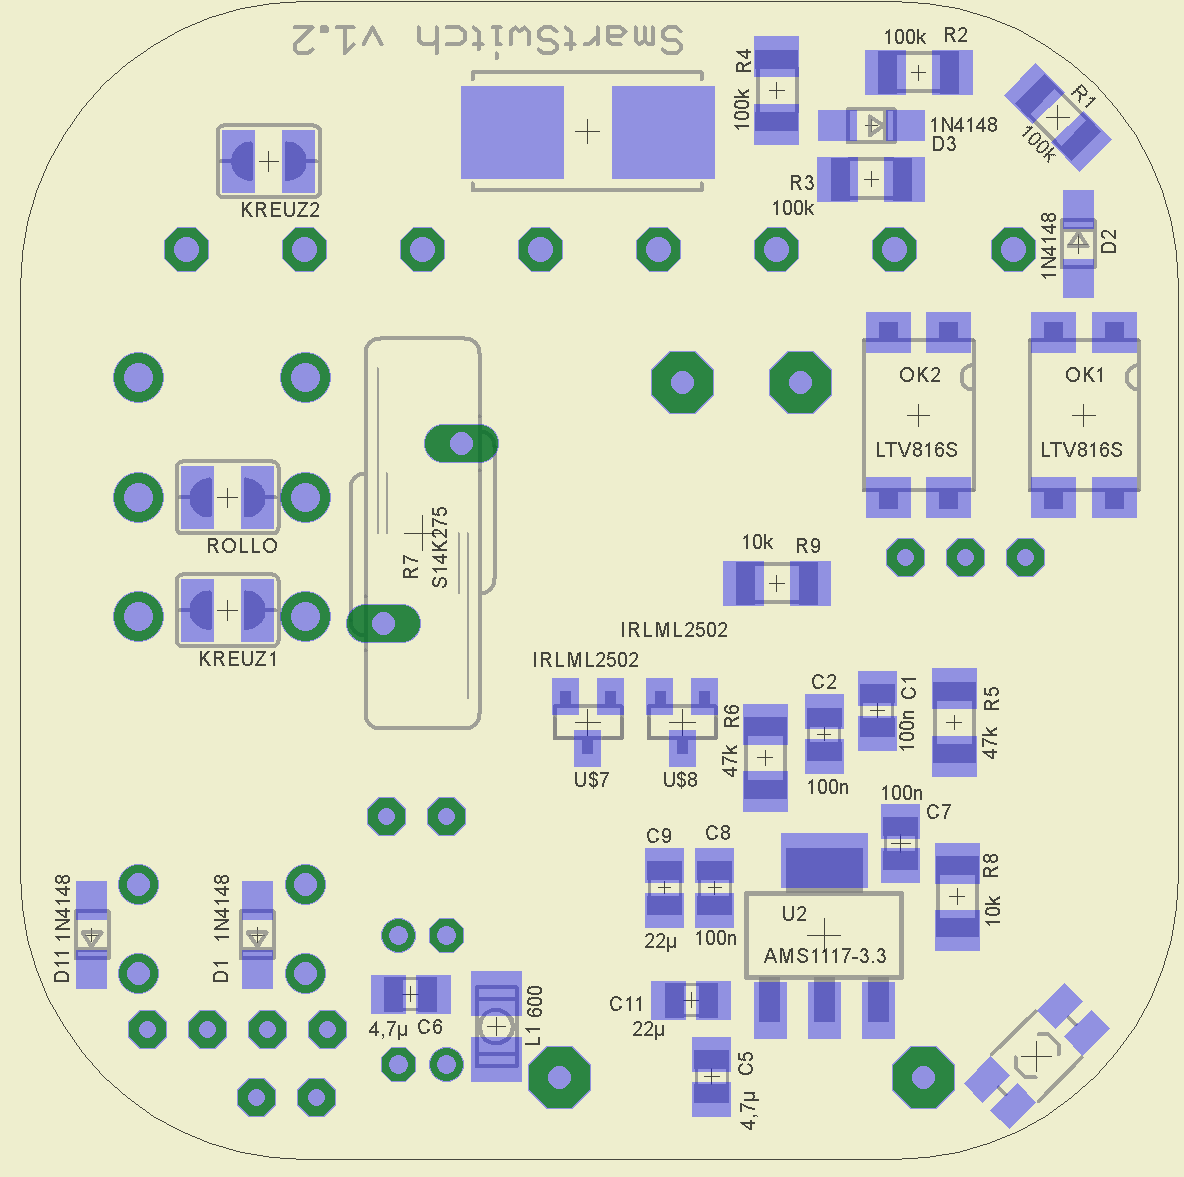 SmartSwitch v1.2
R4
100k
100k
R2
R1
100k
1N4148
D3
R3
100k
KREUZ2
1N4148
D2
OK2
LTV816S
OK1
LTV816S
R7
S14K275
ROLLO
KREUZ1
10k
R9
IRLML2502
IRLML2502
U$7
U$8
R6
47k
C2
100n
C1
100n
R5
47k
100n
C7
C9
22µ
C8
100n
R8
10k
U2
AMS1117-3.3
D11 1N4148
D1 1N4148
4,7µ
C6
L1 600
C11
22µ
C5
4,7µ